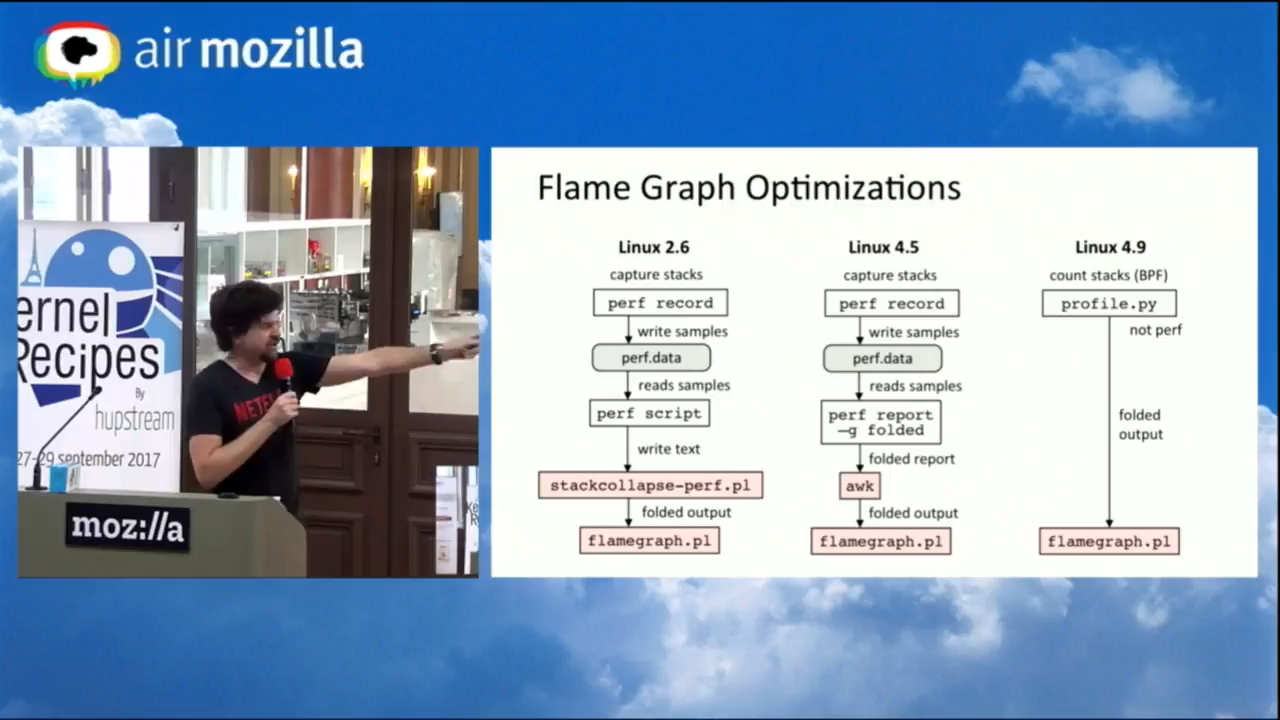 air mozilla
ernel
Recipes
By
hupstream
27-29 september 2017
NETFL
moz://a
Flame Graph Optimizations
Linux 2.6
capture stacks
perf record
write samples
perf.data
reads samples
perf script
write text
stackcollapse-perf.pl
folded output
flamegraph.pl
Linux 4.5
capture stacks
perf record
write samples
perf.data
reads samples
perf report
–g folded
folded report
awk
folded output
flamegraph.pl
Linux 4.9
count stacks (BPF)
profile.py
not perf
folded
output
flamegraph.pl